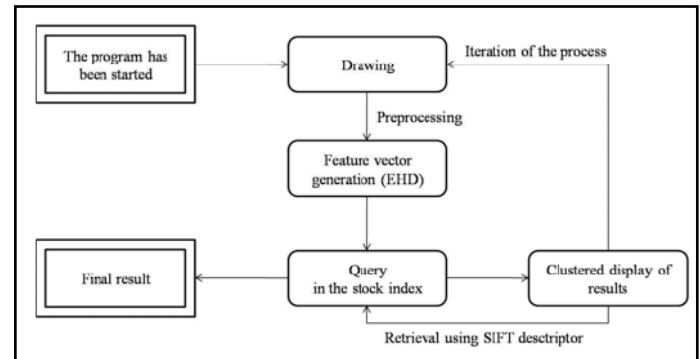 The program has
been started
Drawing
Iteration of the process
Preprocessing
Feature vector
generation (EHD)
Final result
Query
in the stock index
Clustered display of
results
Retrieval using SIFT desctriptor